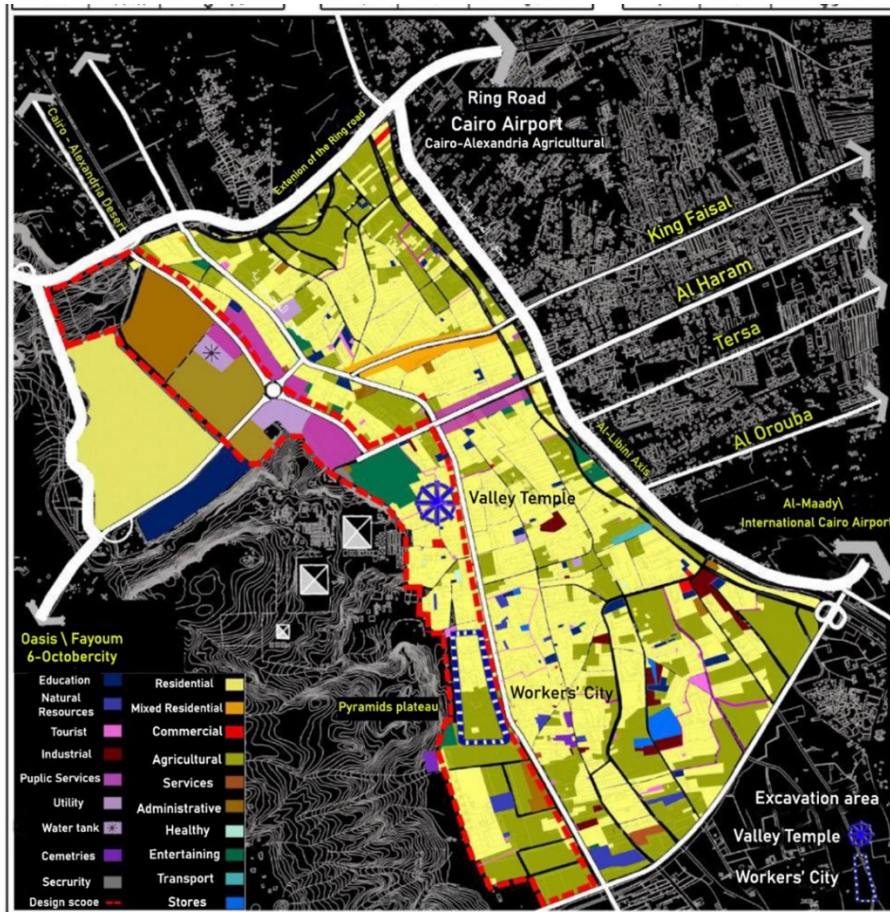 Ring Road
Cairo Airport
Cairo-Alexandria Agricultural
Cairo - Alexandria Desert
Extenion of the Ring road
King Faisal
Al Haram
Tersa
Al Orouba
Al-Libini Axis
Al-Maady\
International Cairo Airport
Valley Temple
Oasis \ Fayoum
6-Octobercity
Pyramids plateau
Workers' City
Education
Natural
Resources
Tourist
Industrial
Puplic Services
Utility
Water tank
Cemetries
Secrurity
Design scooe
Residential
Mixed Residential
Commercial
Agricultural
Services
Administrative
Healthy
Entertaining
Transport
Stores
Excavation area
Valley Temple
Workers' City